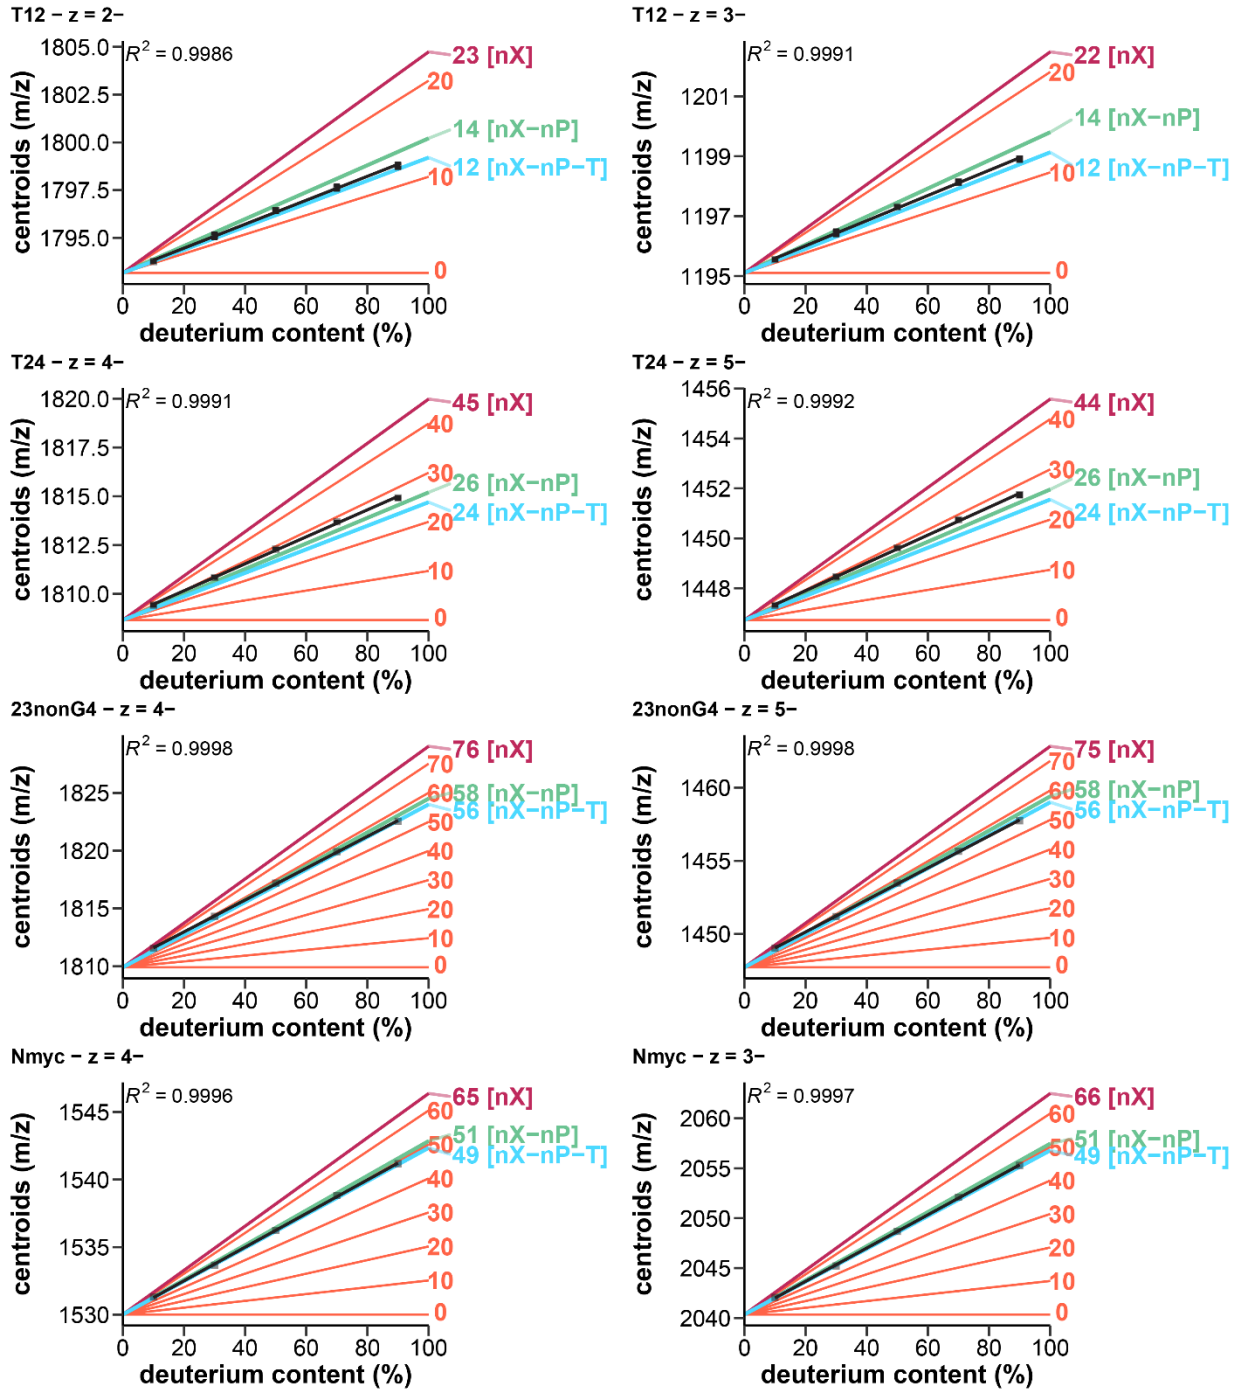 T12 − z = 2−
R² = 0.9986
centroids (m/z)
1805.0
1802.5
1800.0
1797.5
1795.0
23 [nX]
20
14 [nX−nP]
12 [nX−nP−T]
10
0
0 20 40 60 80 100
deuterium content (%)
T12 − z = 3−
R² = 0.9991
centroids (m/z)
1201
1199
1197
1195
22 [nX]
20
14 [nX−nP]
12 [nX−nP−T]
10
0
0 20 40 60 80 100
deuterium content (%)
T24 − z = 4−
R² = 0.9991
centroids (m/z)
1820.0
1817.5
1815.0
1812.5
1810.0
45 [nX]
40
30
26 [nX−nP]
24 [nX−nP−T]
20
10
0
0 20 40 60 80 100
deuterium content (%)
T24 − z = 5−
R² = 0.9992
centroids (m/z)
1456
1454
1452
1450
1448
44 [nX]
40
30
26 [nX−nP]
24 [nX−nP−T]
20
10
0
0 20 40 60 80 100
deuterium content (%)
23nonG4 − z = 4−
R² = 0.9998
centroids (m/z)
1825
1820
1815
1810
76 [nX]
70
60
58 [nX−nP]
56 [nX−nP−T]
50
40
30
20
10
0
0 20 40 60 80 100
deuterium content (%)
23nonG4 − z = 5−
R² = 0.9998
centroids (m/z)
1460
1455
1450
75 [nX]
70
60
58 [nX−nP]
56 [nX−nP−T]
50
40
30
20
10
0
0 20 40 60 80 100
deuterium content (%)
Nmyc − z = 4−
R² = 0.9996
centroids (m/z)
1545
1540
1535
1530
65 [nX]
60
51 [nX−nP]
50
49 [nX−nP−T]
40
30
20
10
0
0 20 40 60 80 100
deuterium content (%)
Nmyc − z = 3−
R² = 0.9997
centroids (m/z)
2060
2055
2050
2045
2040
66 [nX]
60
51 [nX−nP]
50
49 [nX−nP−T]
40
30
20
10
0
0 20 40 60 80 100
deuterium content (%)